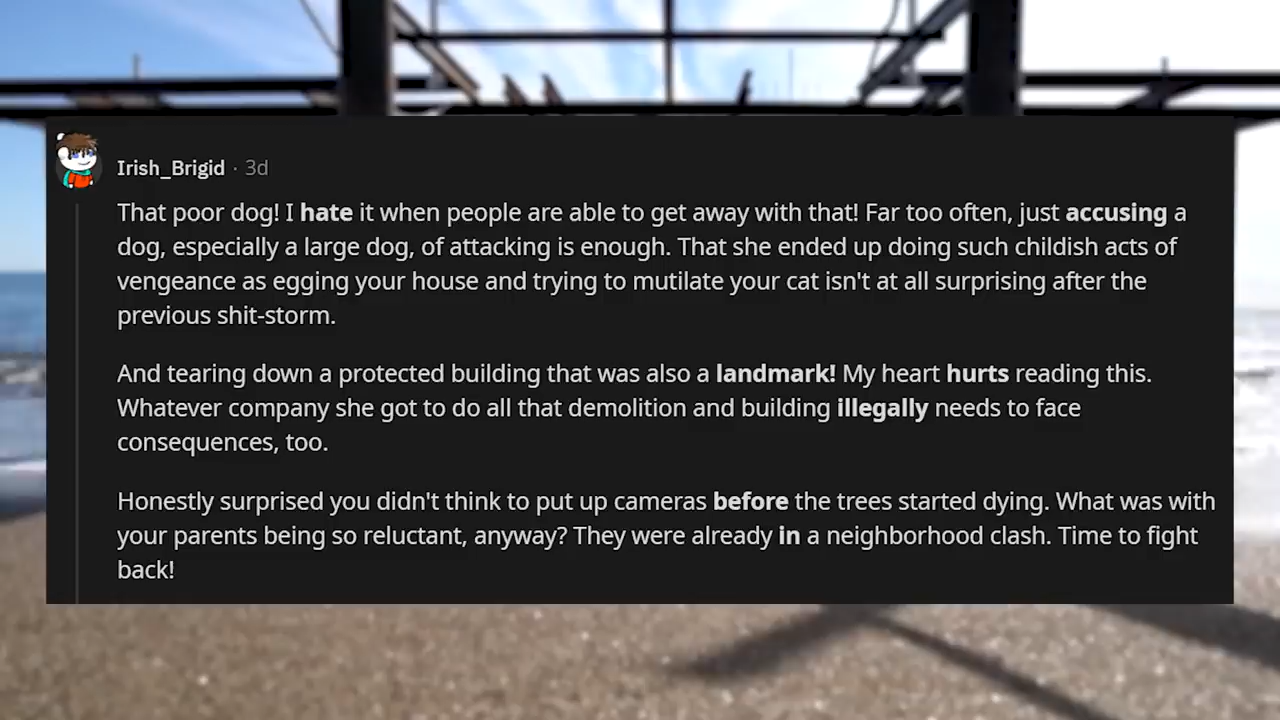 Irish_Brigid · 3d
That poor dog! I hate it when people are able to get away with that! Far too often, just accusing a
dog, especially a large dog, of attacking is enough. That she ended up doing such childish acts of
vengeance as egging your house and trying to mutilate your cat isn't at all surprising after the
previous shit-storm.
And tearing down a protected building that was also a landmark! My heart hurts reading this.
Whatever company she got to do all that demolition and building illegally needs to face
consequences, too.
Honestly surprised you didn't think to put up cameras before the trees started dying. What was with
your parents being so reluctant, anyway? They were already in a neighborhood clash. Time to fight
back!